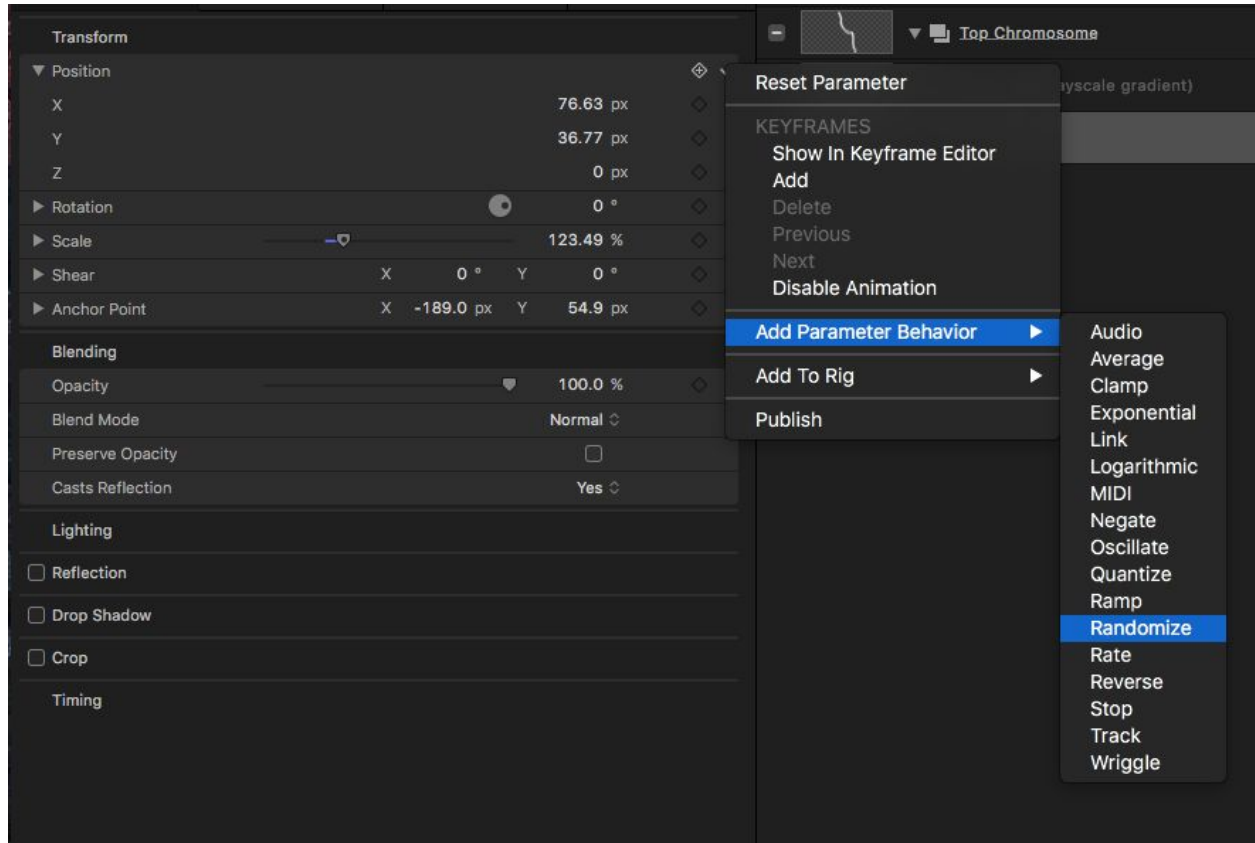 Transform
Position
X 76.63 px
Y 36.77 px
Z 0 px
Rotation 0 °
Scale 123.49 %
Shear X 0 ° Y 0 °
Anchor Point X -189.0 px Y 54.9 px
Blending
Opacity 100.0 %
Blend Mode Normal
Preserve Opacity
Casts Reflection Yes
Lighting
Reflection
Drop Shadow
Crop
Timing
Top Chromosome
gradient)
Reset Parameter
KEYFRAMES
Show In Keyframe Editor
Add
Delete
Previous
Next
Disable Animation
Add Parameter Behavior
Add To Rig
Publish
Audio
Average
Clamp
Exponential
Link
Logarithmic
MIDI
Negate
Oscillate
Quantize
Ramp
Randomize
Rate
Reverse
Stop
Track
Wriggle